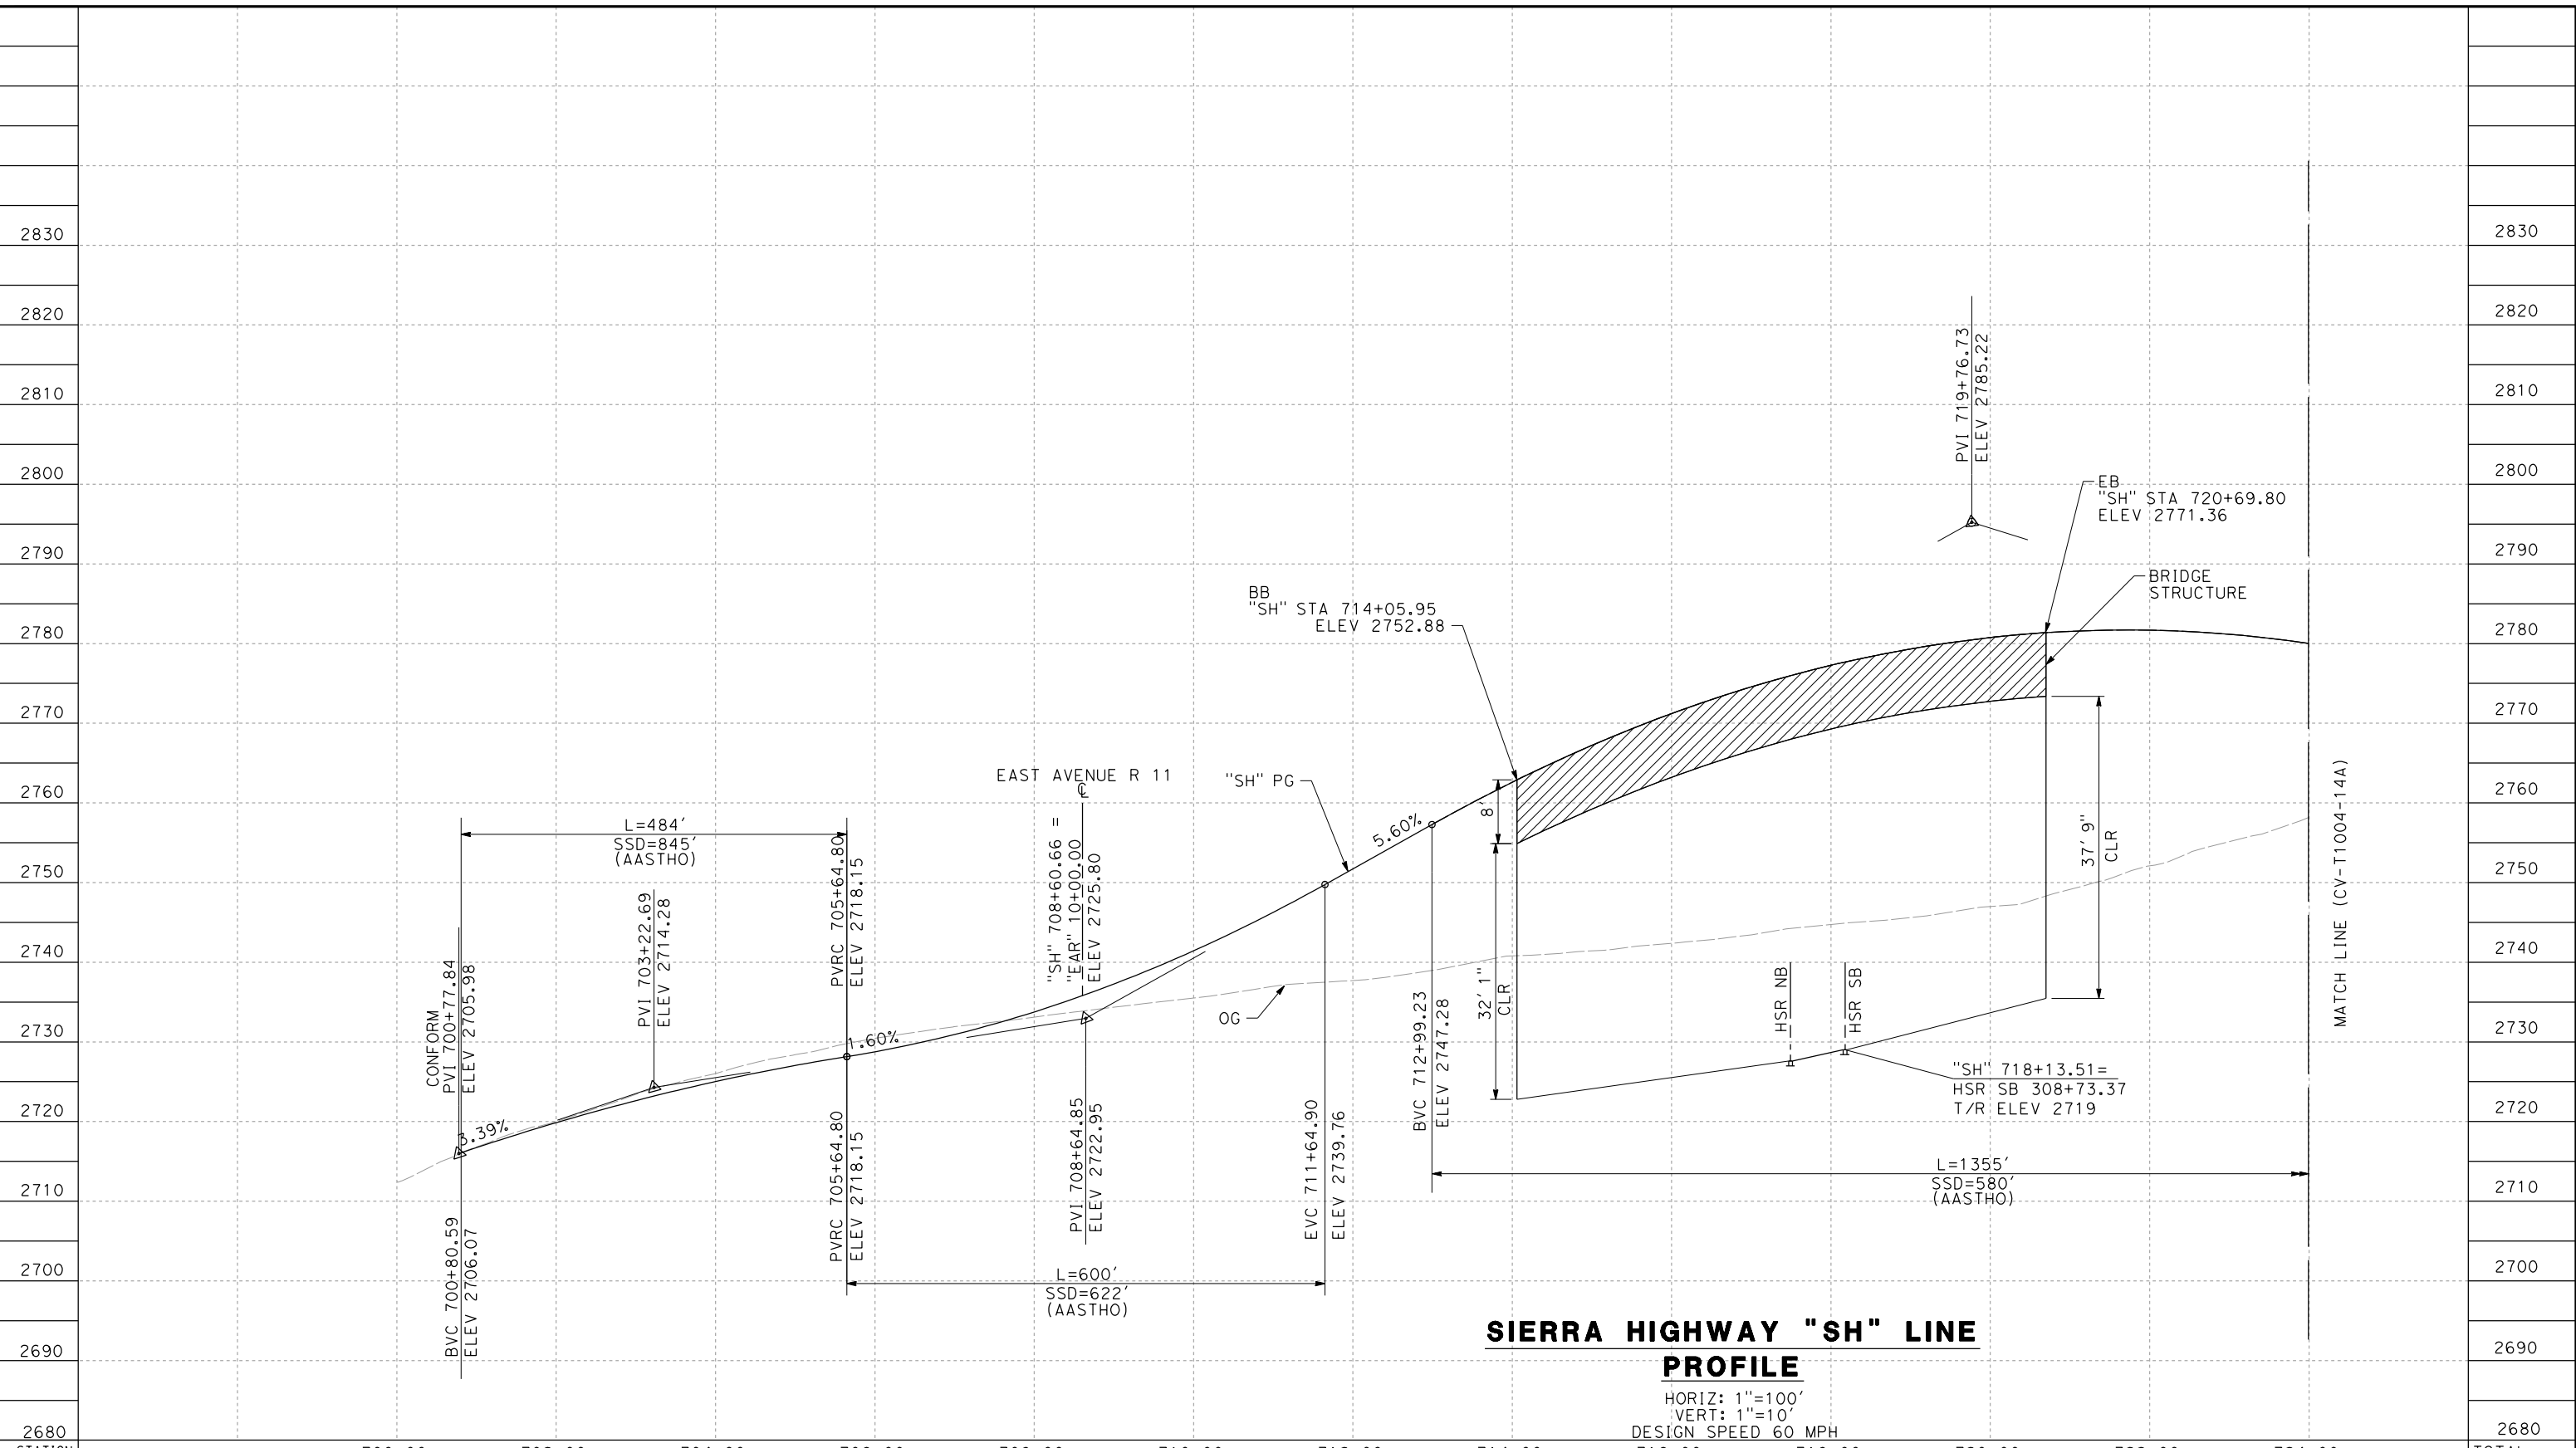 SIERRA HIGHWAY "SH" LINE
PROFILE
HORIZ: 1"=100'
VERT: 1"=10'
DESIGN SPEED 60 MPH
2830
2820
2810
2800
2790
2780
2770
2760
2750
2740
2730
2720
2710
2700
2690
2680
CONFORM
PVI 700+77.84
ELEV 2705.98
3.39%
BVC 700+80.59
ELEV 2706.07
L=484'
SSD=845'
(AASTHO)
PVI 703+22.69
ELEV 2714.28
PVRC 705+64.80
ELEV 2718.15
1.60%
PVRC 705+64.80
ELEV 2718.15
EAST AVENUE R 11
"SH" 708+60.66 =
"EAR" 10+00.00
ELEV 2725.80
PVI 708+64.85
ELEV 2722.95
L=600'
SSD=622'
(AASTHO)
"SH" PG
OG
EVC 711+64.90
ELEV 2739.76
5.60%
BVC 712+99.23
ELEV 2747.28
BB
"SH" STA 714+05.95
ELEV 2752.88
8'
32' 1"
CLR
HSR NB
HSR SB
"SH" 718+13.51=
HSR SB 308+73.37
T/R ELEV 2719
L=1355'
SSD=580'
(AASTHO)
PVI 719+76.73
ELEV 2785.22
EB
"SH" STA 720+69.80
ELEV 2771.36
BRIDGE
STRUCTURE
37' 9"
CLR
MATCH LINE (CV-T1004-14A)
2830
2820
2810
2800
2790
2780
2770
2760
2750
2740
2730
2720
2710
2700
2690
2680